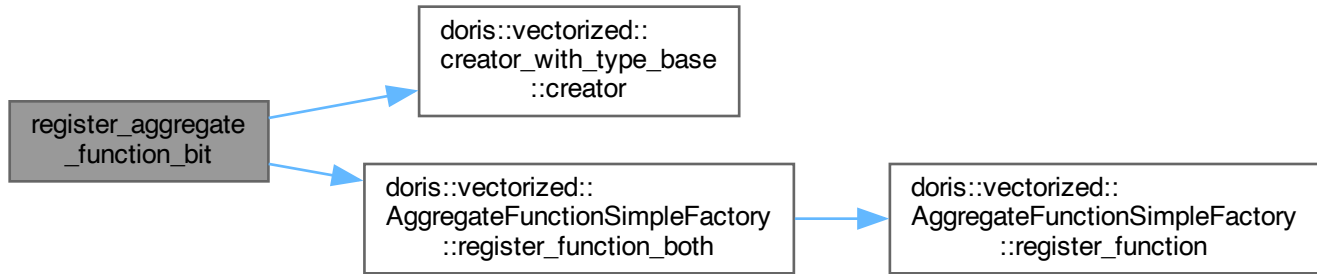 doris::vectorized::
creator_with_type_base
::creator
register_aggregate
_function_bit
doris::vectorized::
AggregateFunctionSimpleFactory
::register_function_both
doris::vectorized::
AggregateFunctionSimpleFactory
::register_function